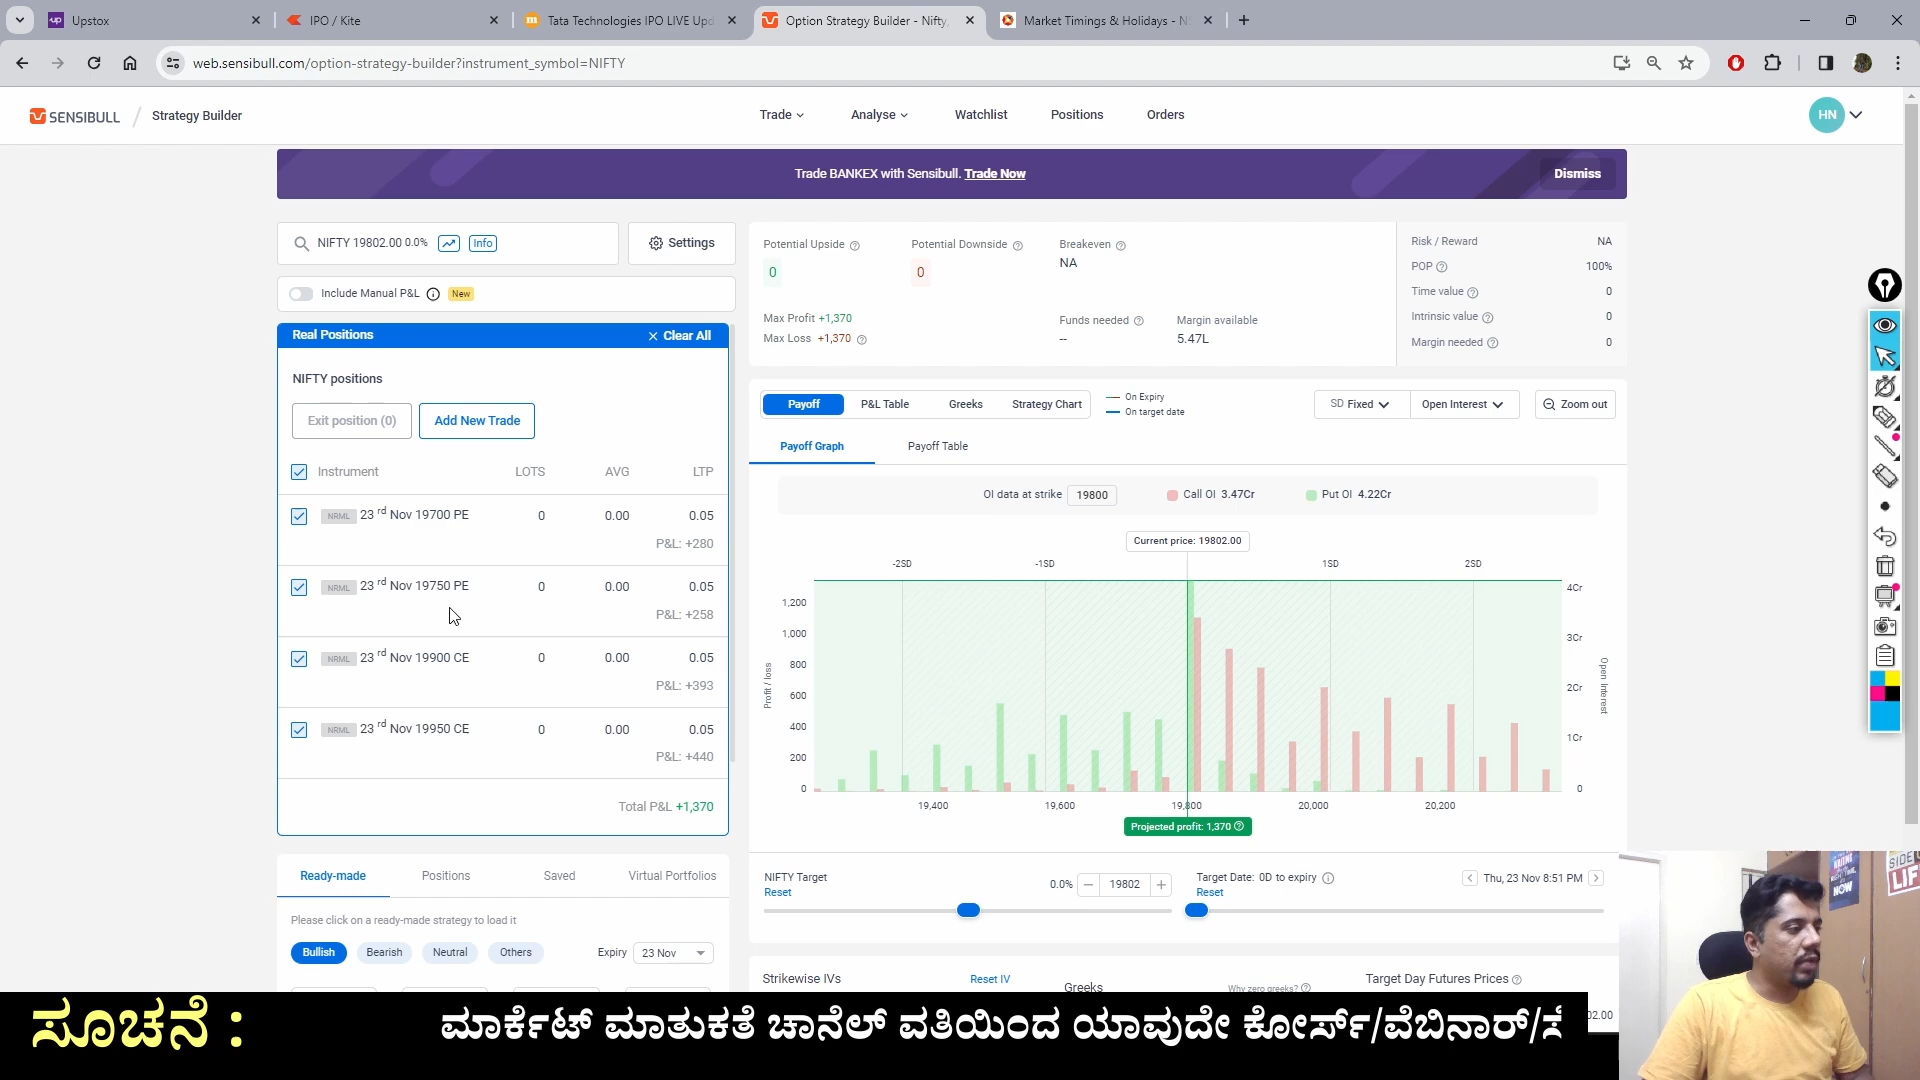 Upstox
IPO / Kite
Tata Technologies IPO LIVE Upd
Option Strategy Builder - Nifty,
Market Timings & Holidays - N
web.sensibull.com/option-strategy-builder?instrument_symbol=NIFTY
SENSIBULL / Strategy Builder
Trade
Analyse
Watchlist
Positions
Orders
HN
Trade BANKEX with Sensibull. Trade Now
Dismiss
NIFTY 19802.00 0.0% Info
Settings
Include Manual P&L New
Real Positions
Clear All
NIFTY positions
Exit position (0)
Add New Trade
Instrument LOTS AVG LTP
NRML 23 rd Nov 19700 PE 0 0.00 0.05
P&L: +280
NRML 23 rd Nov 19750 PE 0 0.00 0.05
P&L: +258
NRML 23 rd Nov 19900 CE 0 0.00 0.05
P&L: +393
NRML 23 rd Nov 19950 CE 0 0.00 0.05
P&L: +440
Total P&L +1,370
Ready-made Positions Saved Virtual Portfolios
Please click on a ready-made strategy to load it
Bullish Bearish Neutral Others Expiry 23 Nov
Potential Upside
0
Potential Downside
0
Breakeven
NA
Max Profit +1,370
Max Loss +1,370
Funds needed
--
Margin available
5.47L
Risk / Reward NA
POP 100%
Time value 0
Intrinsic value 0
Margin needed 0
Payoff P&L Table Greeks Strategy Chart
On Expiry
On target date
SD Fixed
Open Interest
Zoom out
Payoff Graph Payoff Table
OI data at strike 19800 Call OI 3.47Cr Put OI 4.22Cr
Current price: 19802.00
-2SD -1SD 1SD 2SD
1,200
1,000
800
600
400
200
0
Profit / loss
4Cr
3Cr
2Cr
1Cr
0
Open Interest
19,400 19,600 19,800 20,000 20,200
Projected profit: 1,370
NIFTY Target
Reset
0.0% 19802
Target Date: 0D to expiry
Reset
Thu, 23 Nov 8:51 PM
Strikewise IVs
Reset IV
Greeks
Why zero greeks?
Target Day Futures Prices
02.00
SIDE
LIF
NOW
ಸೂಚನೆ :
ಮಾರ್ಕೆಟ್ ಮಾತುಕತೆ ಚಾನೆಲ್ ವತಿಯಿಂದ ಯಾವುದೇ ಕೋರ್ಸ್/ವೆಬಿನಾರ್/ಸೆ